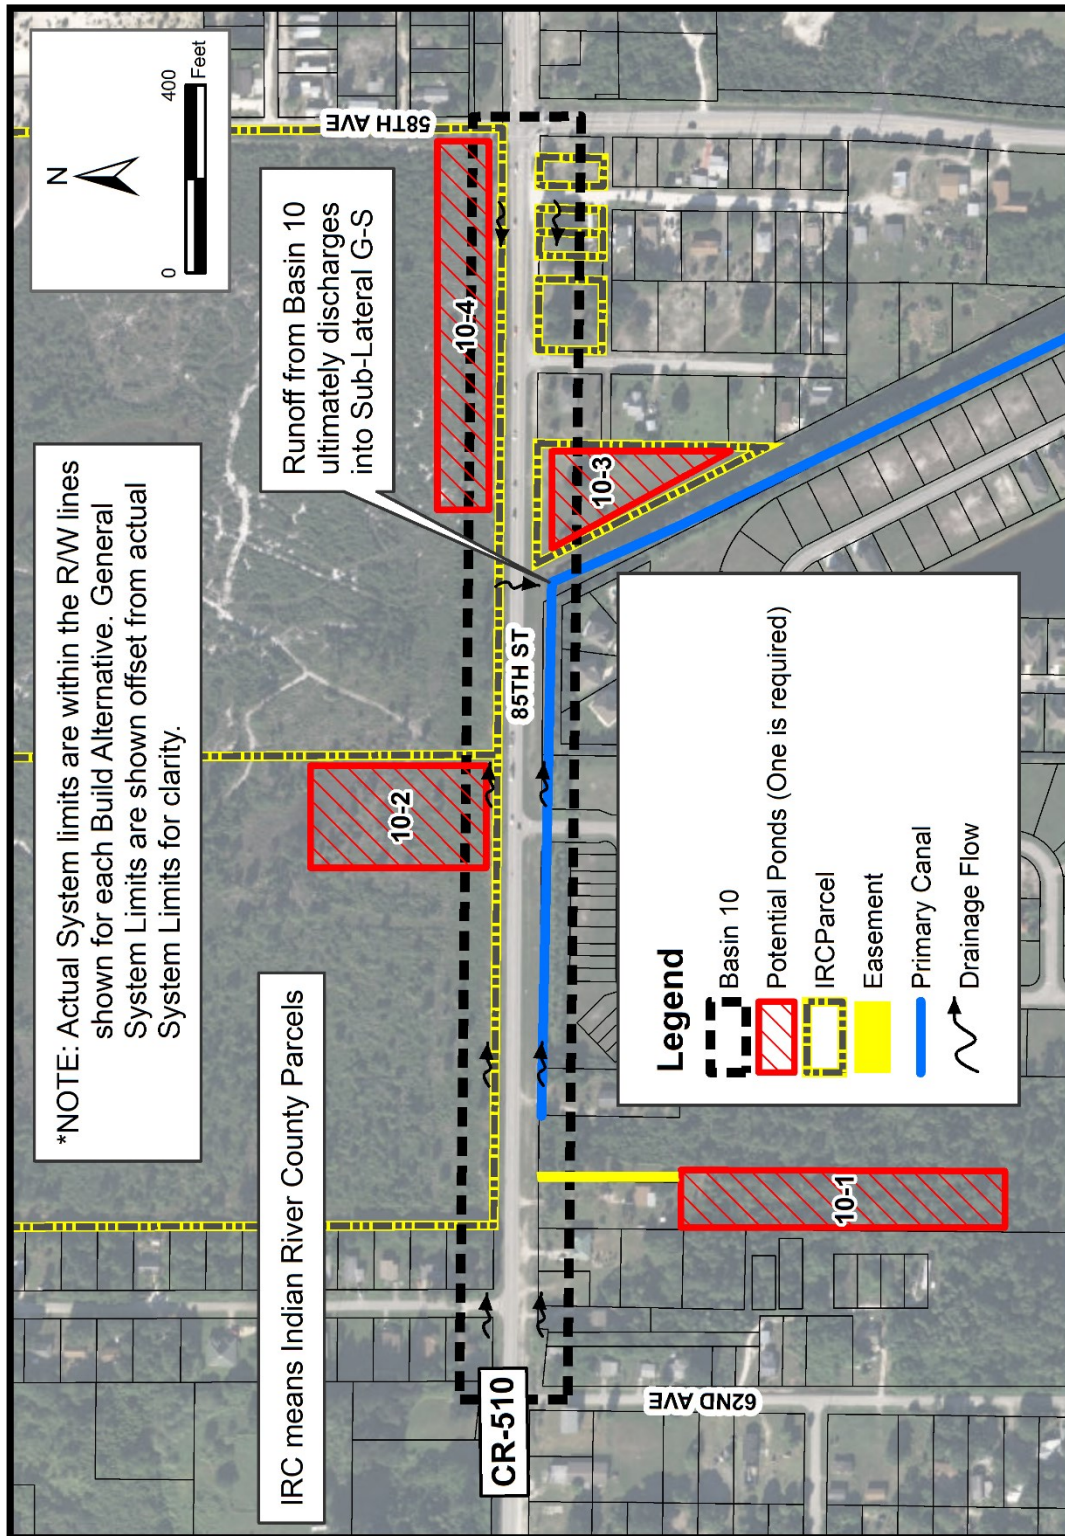 *NOTE: Actual System limits are within the R/W lines
shown for each Build Alternative. General
System Limits are shown offset from actual
System Limits for clarity.
N
0
400
Feet
IRC means Indian River County Parcels
58TH AVE
Runoff from Basin 10
ultimately discharges
into Sub-Lateral G-S
10-2
10-4
85TH ST
CR-510
10-3
10-1
62ND AVE
Legend
Basin 10
Potential Ponds (One is required)
IRCParcel
Easement
Primary Canal
Drainage Flow